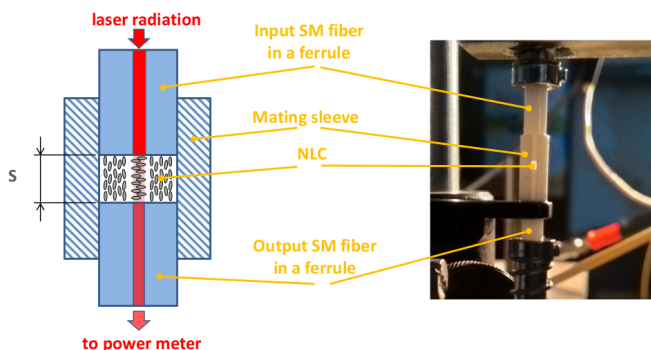 laser radiation
Input SM fiber
in a ferrule
Mating sleeve
NLC
S
Output SM fiber
in a ferrule
to power meter